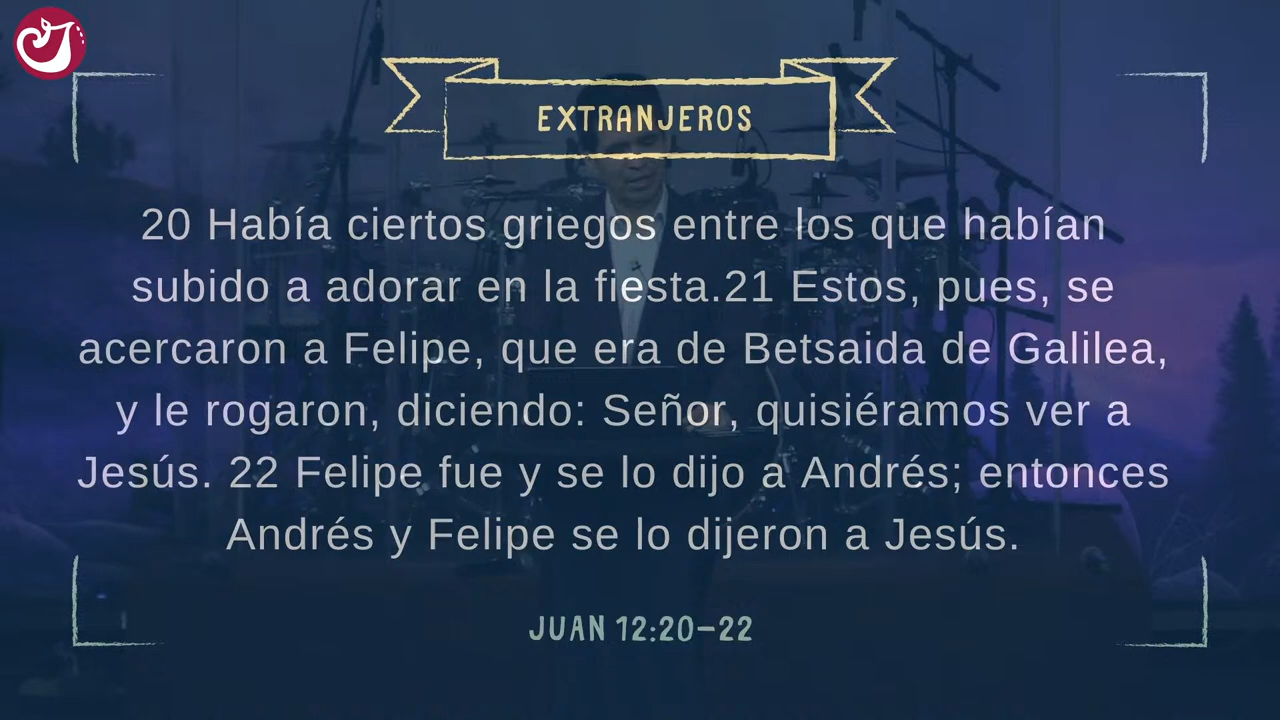 EXTRANJEROS
20 Había ciertos griegos entre los que habían
subido a adorar en la fiesta.21 Estos, pues, se
acercaron a Felipe, que era de Betsaida de Galilea,
y le rogaron, diciendo: Señor, quisiéramos ver a
Jesús. 22 Felipe fue y se lo dijo a Andrés; entonces
Andrés y Felipe se lo dijeron a Jesús.
JUAN 12:20-22